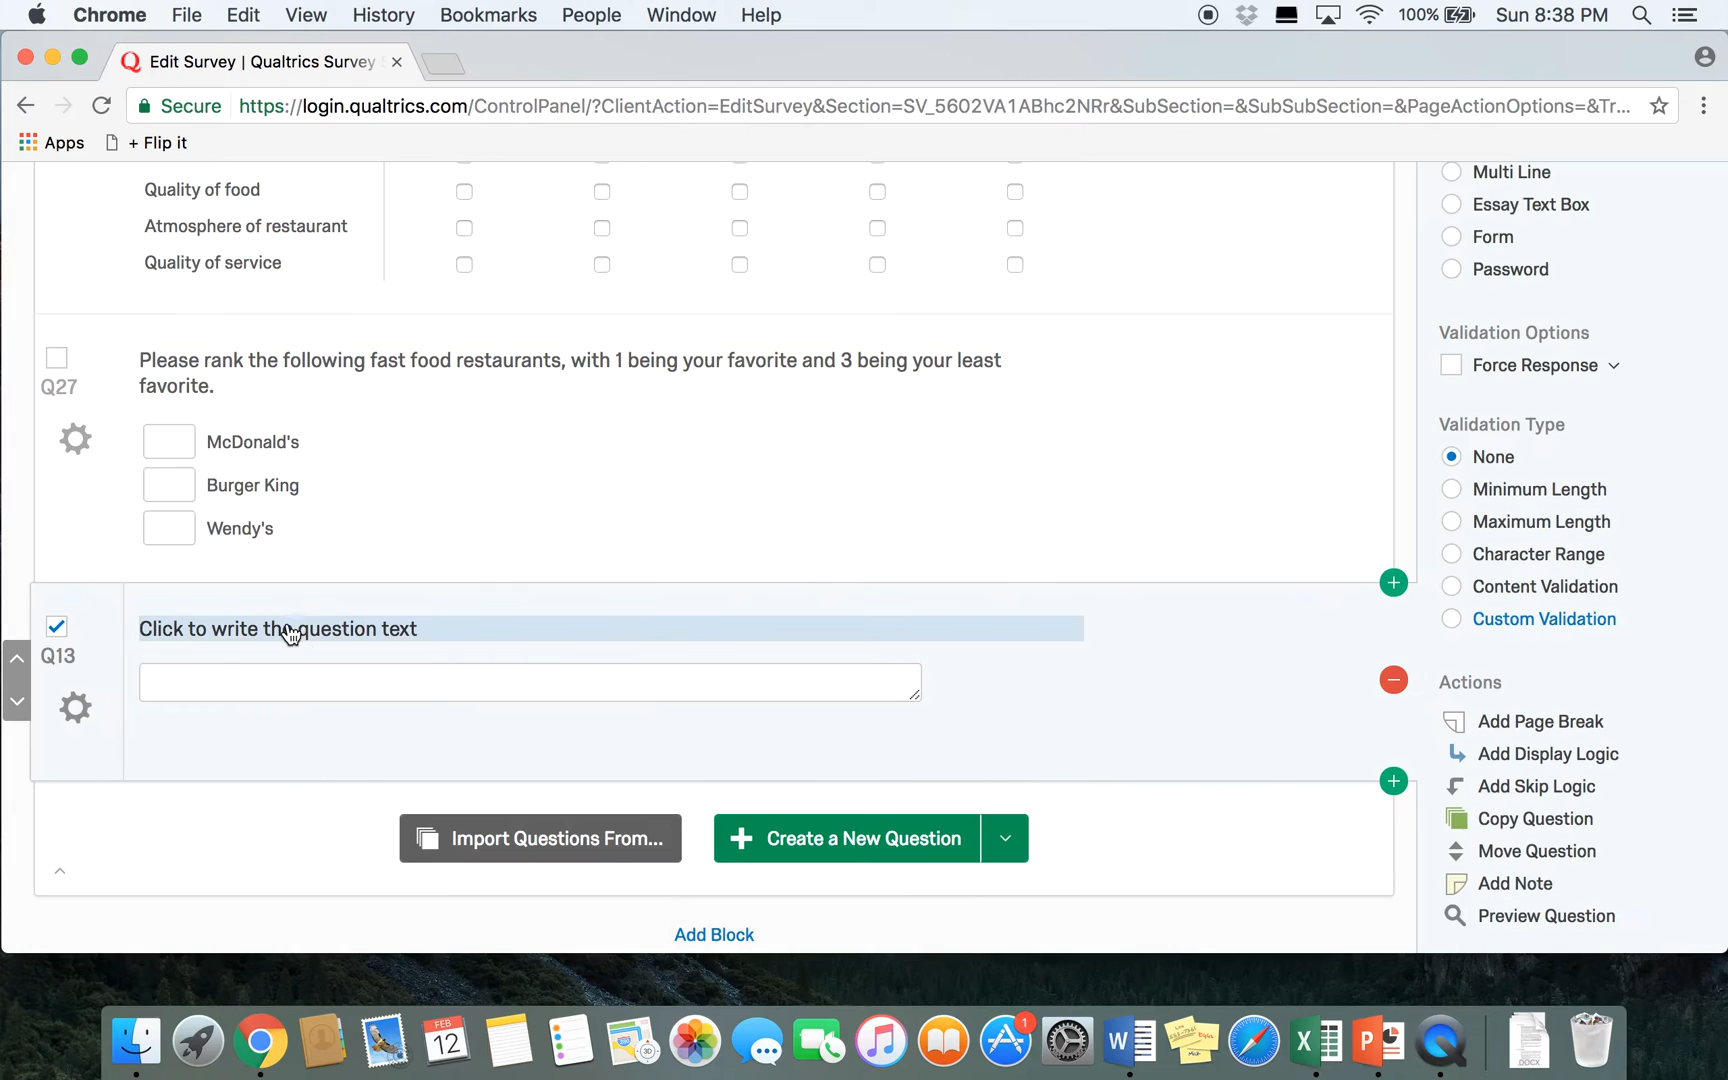 Chrome File Edit View History Bookmarks People Window Help 100% Sun 8:38 PM
Edit Survey | Qualtrics Survey
Secure https://login.qualtrics.com/ControlPanel/?ClientAction=EditSurvey&Section=SV_5602VA1ABhc2NRr&SubSection=&SubSubSection=&PageActionOptions=&Tr...
Apps + Flip it
Quality of food
Atmosphere of restaurant
Quality of service
Q27
Please rank the following fast food restaurants, with 1 being your favorite and 3 being your least
favorite.
McDonald's
Burger King
Wendy's
Q13
Click to write the question text
Import Questions From...
Create a New Question
Add Block
Multi Line
Essay Text Box
Form
Password
Validation Options
Force Response
Validation Type
None
Minimum Length
Maximum Length
Character Range
Content Validation
Custom Validation
Actions
Add Page Break
Add Display Logic
Add Skip Logic
Copy Question
Move Question
Add Note
Preview Question
FEB
12
3D
1
W
X
P
DOCX